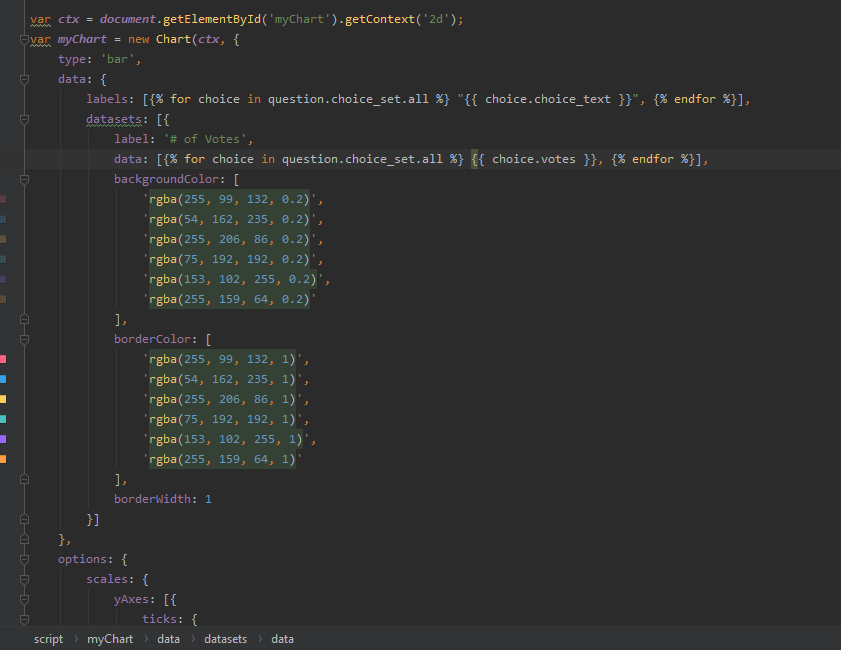 var ctx = document.getElementById('myChart').getContext('2d');
var myChart = new Chart(ctx, {
type: 'bar',
data: {
labels: [{% for choice in question.choice_set.all %} "{{ choice.choice_text }}", {% endfor %}],
datasets: [{
label: '# of Votes',
data: [{% for choice in question.choice_set.all %} {{ choice.votes }}, {% endfor %}],
backgroundColor: [
'rgba(255, 99, 132, 0.2)',
'rgba(54, 162, 235, 0.2)',
'rgba(255, 206, 86, 0.2)',
'rgba(75, 192, 192, 0.2)',
'rgba(153, 102, 255, 0.2)',
'rgba(255, 159, 64, 0.2)'
],
borderColor: [
'rgba(255, 99, 132, 1)',
'rgba(54, 162, 235, 1)',
'rgba(255, 206, 86, 1)',
'rgba(75, 192, 192, 1)',
'rgba(153, 102, 255, 1)',
'rgba(255, 159, 64, 1)'
],
borderWidth: 1
}]
},
options: {
scales: {
yAxes: [{
ticks: {
script › myChart › data › datasets › data